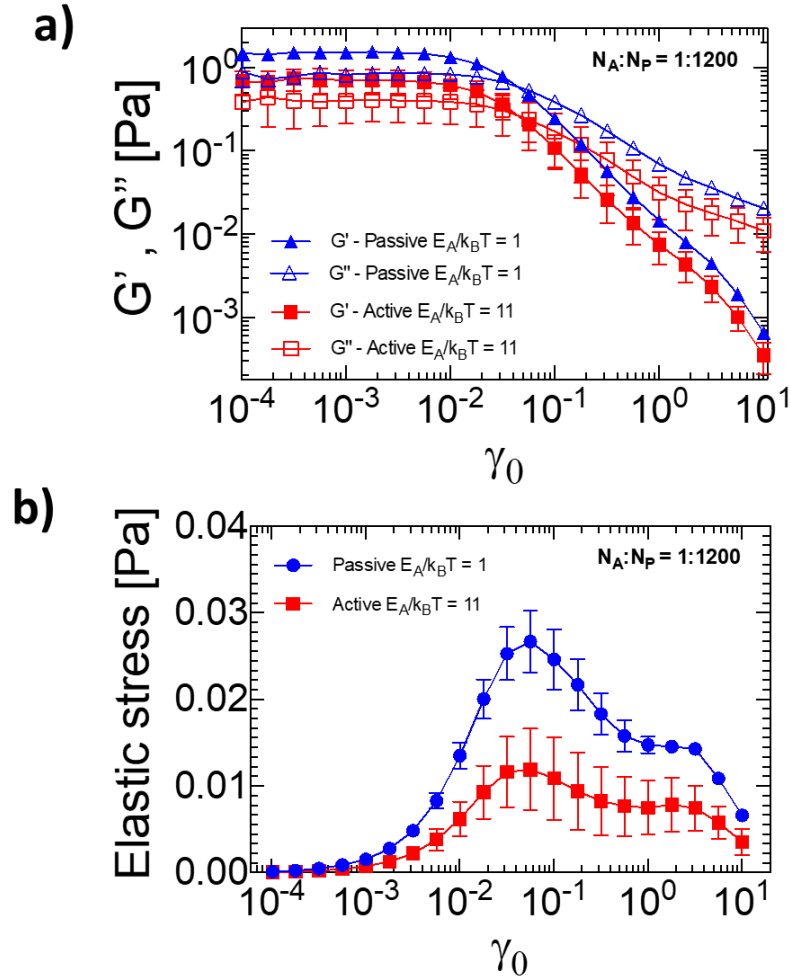 a)
N_A:N_P = 1:1200
G' , G'' [Pa]
10^0
10^-1
10^-2
10^-3
G' - Passive E_A/k_BT = 1
G'' - Passive E_A/k_BT = 1
G' - Active E_A/k_BT = 11
G'' - Active E_A/k_BT = 11
10^-4 10^-3 10^-2 10^-1 10^0 10^1
γ_0
b)
N_A:N_P = 1:1200
Elastic stress [Pa]
0.04
0.03
0.02
0.01
0.00
Passive E_A/k_BT = 1
Active E_A/k_BT = 11
10^-4 10^-3 10^-2 10^-1 10^0 10^1
γ_0